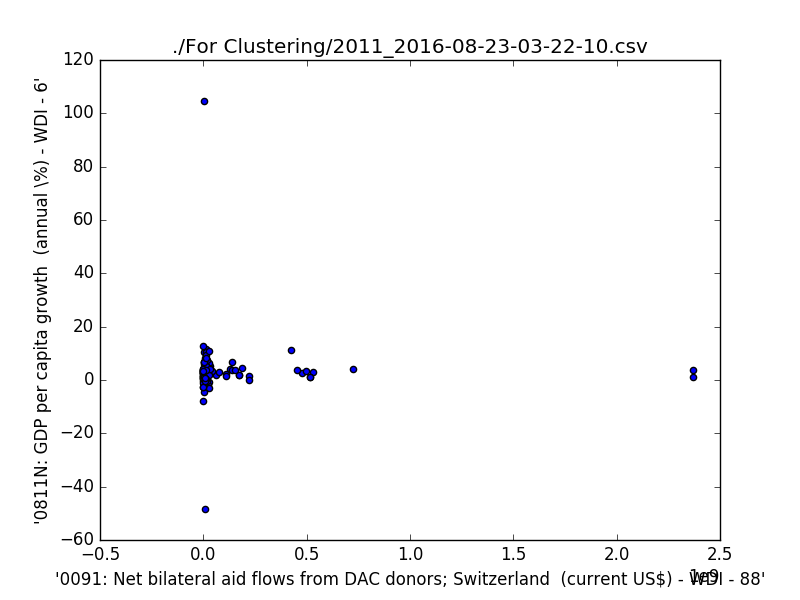 ./For Clustering/2011_2016-08-23-03-22-10.csv
120
100
80
60
40
20
0
−20
−40
−60
'0811N: GDP per capita growth  (annual \%) - WDI - 6'
−0.5 0.0 0.5 1.0 1.5 2.0 2.5
1e9
'0091: Net bilateral aid flows from DAC donors; Switzerland  (current US$) - WDI - 88'